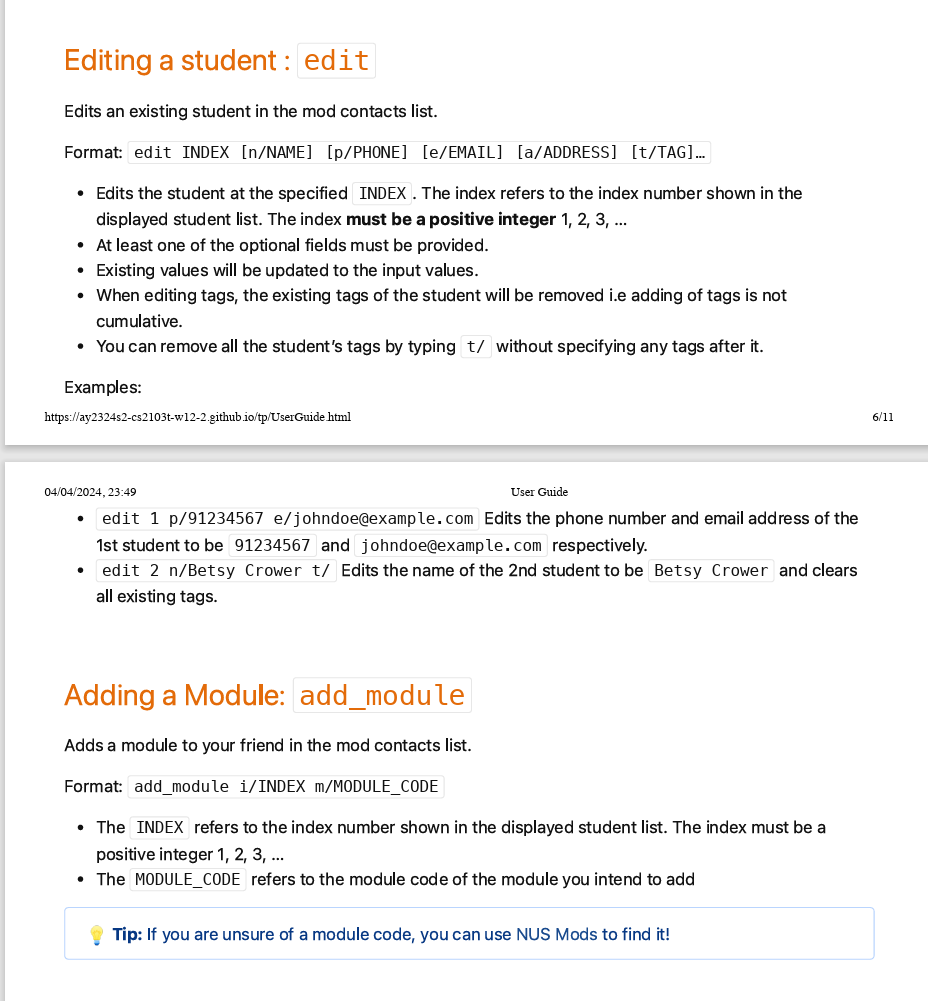 Editing a student : edit
Edits an existing student in the mod contacts list.
Format: edit INDEX [n/NAME] [p/PHONE] [e/EMAIL] [a/ADDRESS] [t/TAG]…
• Edits the student at the specified INDEX. The index refers to the index number shown in the
displayed student list. The index must be a positive integer 1, 2, 3, …
• At least one of the optional fields must be provided.
• Existing values will be updated to the input values.
• When editing tags, the existing tags of the student will be removed i.e adding of tags is not
cumulative.
• You can remove all the student’s tags by typing t/ without specifying any tags after it.
Examples:
https://ay2324s2-cs2103t-w12-2.github.io/tp/UserGuide.html 6/11
04/04/2024, 23:49 User Guide
• edit 1 p/91234567 e/johndoe@example.com Edits the phone number and email address of the
1st student to be 91234567 and johndoe@example.com respectively.
• edit 2 n/Betsy Crower t/ Edits the name of the 2nd student to be Betsy Crower and clears
all existing tags.
Adding a Module: add_module
Adds a module to your friend in the mod contacts list.
Format: add_module i/INDEX m/MODULE_CODE
• The INDEX refers to the index number shown in the displayed student list. The index must be a
positive integer 1, 2, 3, …
• The MODULE_CODE refers to the module code of the module you intend to add
💡 Tip: If you are unsure of a module code, you can use NUS Mods to find it!